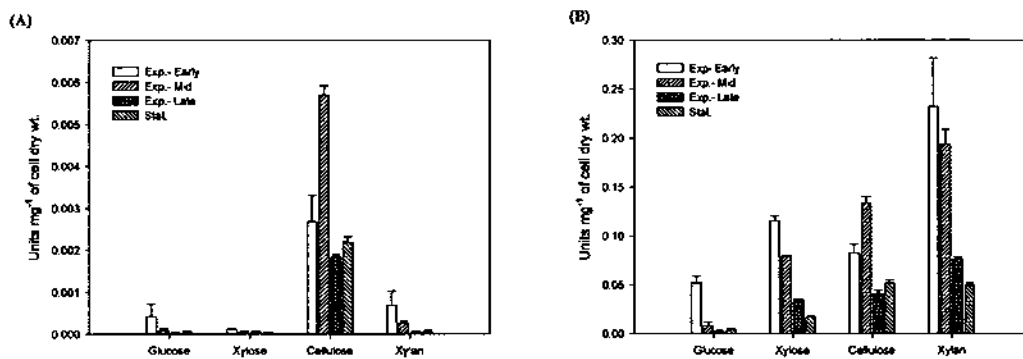 (A)
Units mg⁻¹ of cell dry wt.
0.007
0.006
0.005
0.004
0.003
0.002
0.001
0.000
Exp.- Early
Exp.- Mid
Exp.- Late
Stat.
Glucose Xylose Cellulose Xylan
(B)
Units mg⁻¹ of cell dry wt.
0.30
0.25
0.20
0.15
0.10
0.05
0.00
Exp- Early
Exp.- Mid
Exp.- Late
Stat.
Glucose Xylose Cellulose Xylan